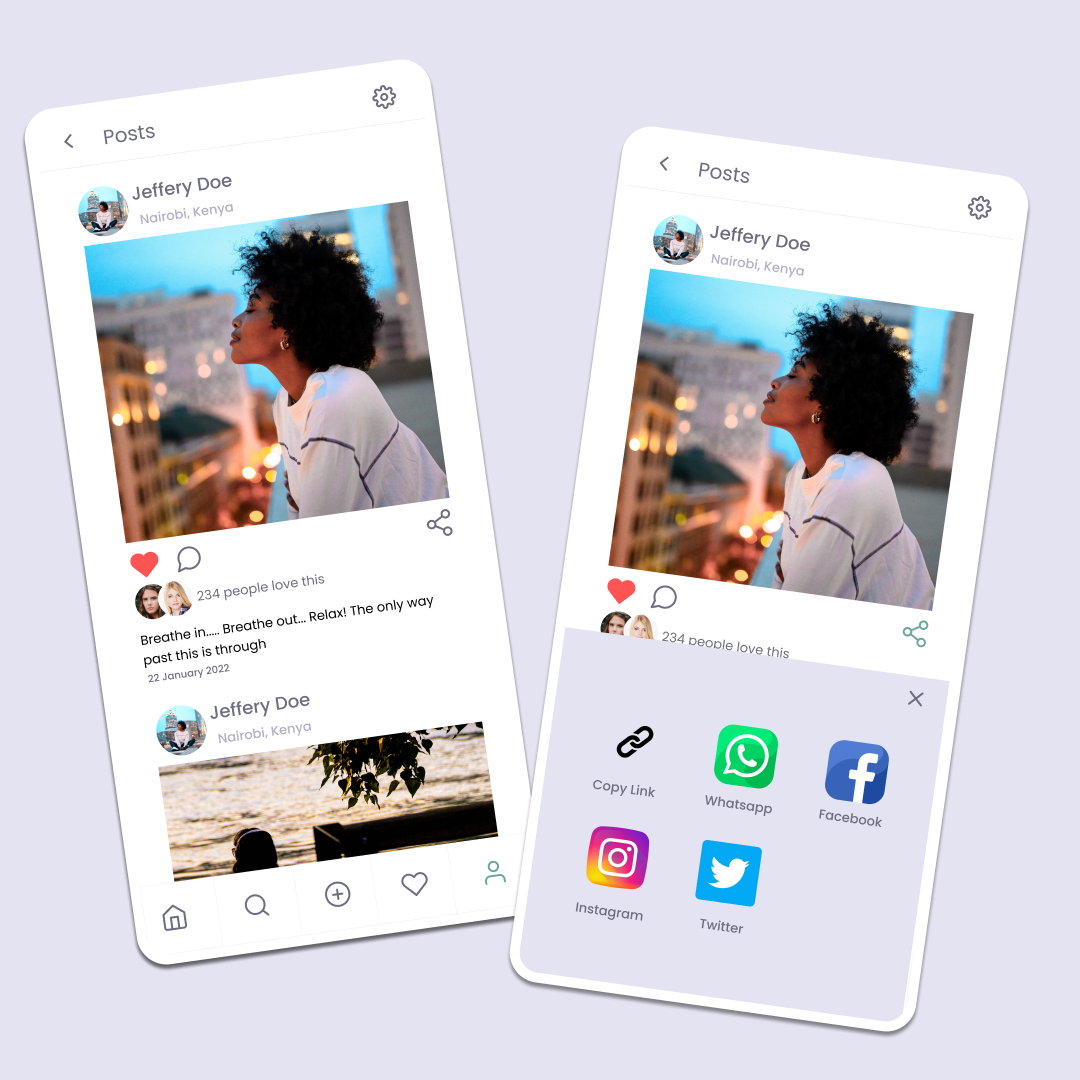 Posts
Jeffery Doe
Nairobi, Kenya
234 people love this
Breathe in..... Breathe out... Relax! The only way
past this is through
22 January 2022
Jeffery Doe
Nairobi, Kenya
Posts
Jeffery Doe
Nairobi, Kenya
234 people love this
Copy Link
Whatsapp
Facebook
Instagram
Twitter